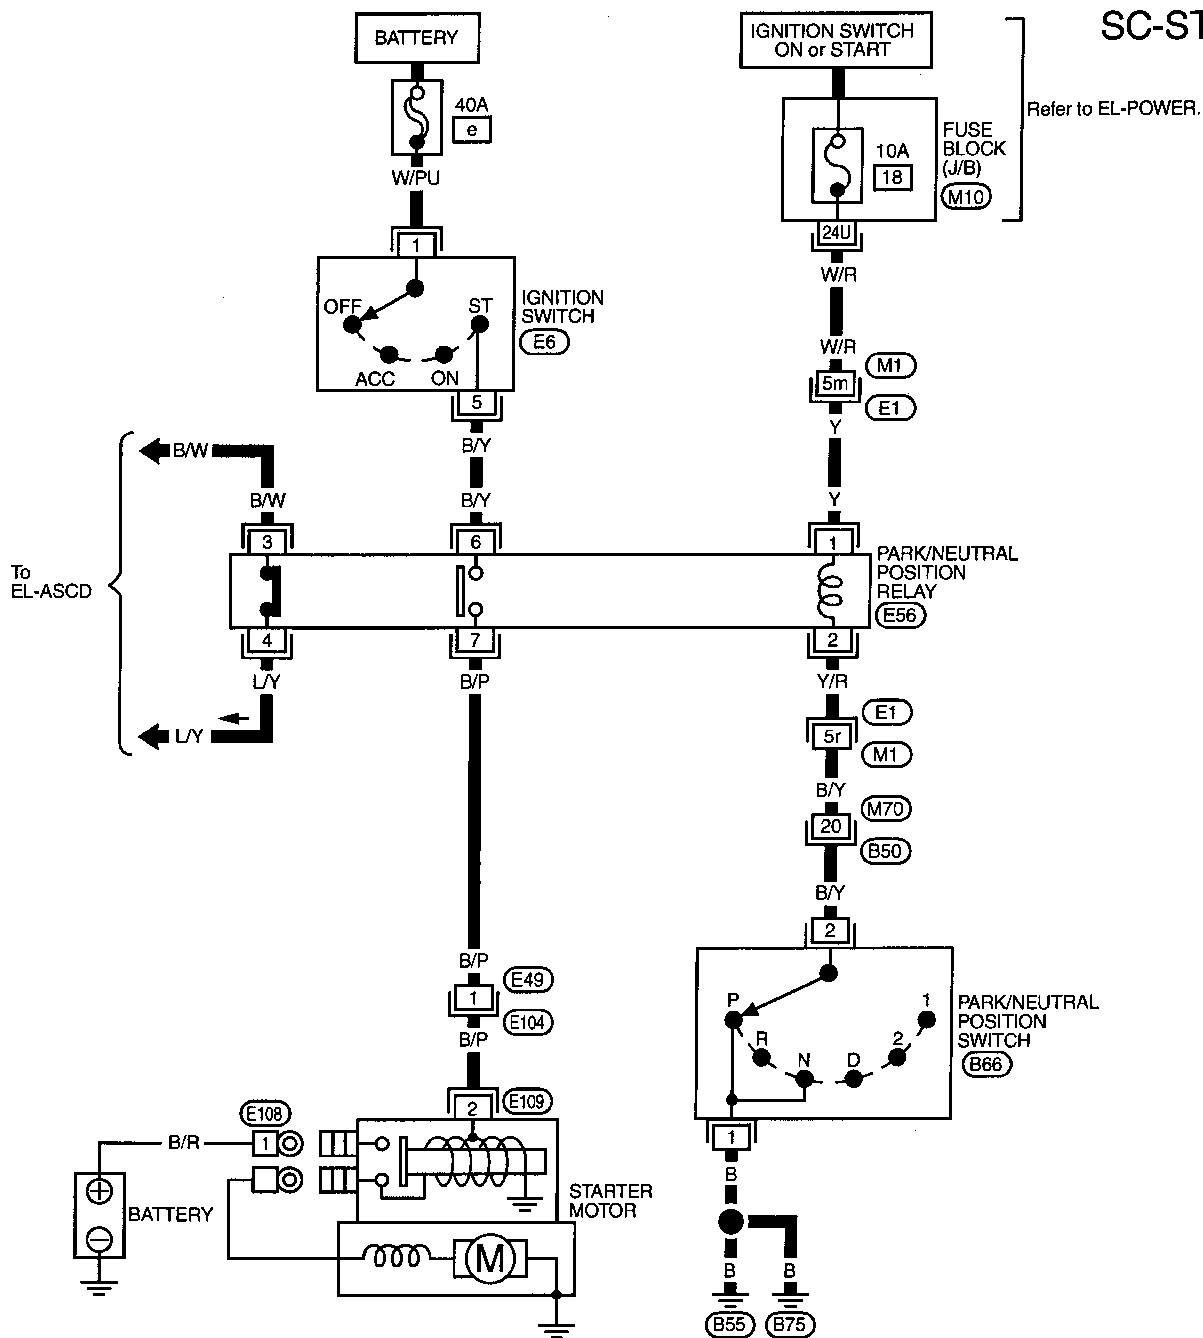 SC-ST
BATTERY
IGNITION SWITCH
ON or START
Refer to EL-POWER.
40A
e
10A
18
FUSE
BLOCK
(J/B)
M10
W/PU
1
24U
W/R
OFF
ST
ACC
ON
IGNITION
SWITCH
E6
W/R
M1
5m
E1
5
B/Y
Y
B/W
B/W
B/Y
Y
3
6
1
PARK/NEUTRAL
POSITION
RELAY
E56
To
EL-ASCD
4
7
2
L/Y
B/P
Y/R
L/Y
E1
5r
M1
B/Y
M70
20
B50
B/Y
2
B/P
E49
1
E104
B/P
P
R
N
D
2
1
PARK/NEUTRAL
POSITION
SWITCH
B66
2
E109
E108
B/R
1
1
B
BATTERY
STARTER
MOTOR
M
B
B
B55
B75